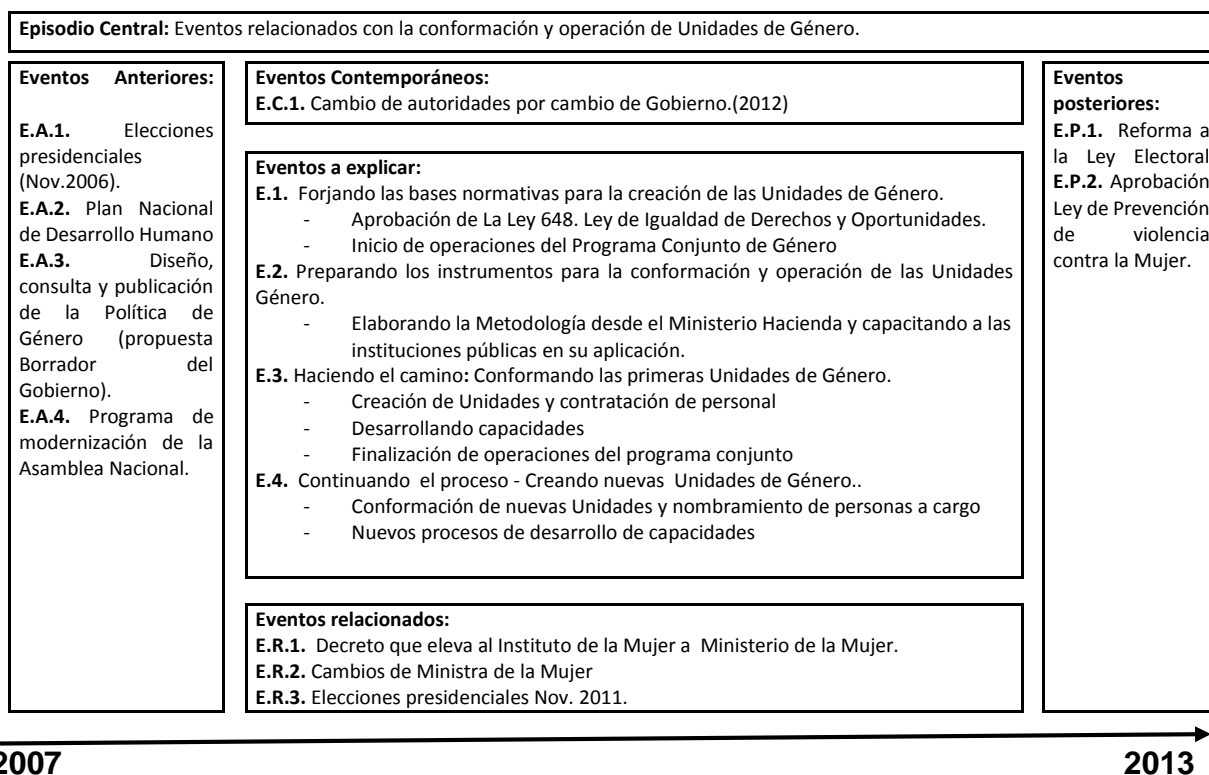 Episodio Central: Eventos relacionados con la conformación y operación de Unidades de Género.
Eventos Anteriores:
E.A.1. Elecciones
presidenciales
(Nov.2006).
E.A.2. Plan Nacional
de Desarrollo Humano
E.A.3. Diseño,
consulta y publicación
de la Política de
Género (propuesta
Borrador del
Gobierno).
E.A.4. Programa de
modernización de la
Asamblea Nacional.
Eventos Contemporáneos:
E.C.1. Cambio de autoridades por cambio de Gobierno.(2012)
Eventos a explicar:
E.1. Forjando las bases normativas para la creación de las Unidades de Género.
- Aprobación de La Ley 648. Ley de Igualdad de Derechos y Oportunidades.
- Inicio de operaciones del Programa Conjunto de Género
E.2. Preparando los instrumentos para la conformación y operación de las Unidades
Género.
- Elaborando la Metodología desde el Ministerio Hacienda y capacitando a las
instituciones públicas en su aplicación.
E.3. Haciendo el camino: Conformando las primeras Unidades de Género.
- Creación de Unidades y contratación de personal
- Desarrollando capacidades
- Finalización de operaciones del programa conjunto
E.4. Continuando el proceso - Creando nuevas Unidades de Género..
- Conformación de nuevas Unidades y nombramiento de personas a cargo
- Nuevos procesos de desarrollo de capacidades
Eventos relacionados:
E.R.1. Decreto que eleva al Instituto de la Mujer a Ministerio de la Mujer.
E.R.2. Cambios de Ministra de la Mujer
E.R.3. Elecciones presidenciales Nov. 2011.
Eventos
posteriores:
E.P.1. Reforma a
la Ley Electoral
E.P.2. Aprobación
Ley de Prevención
de violencia
contra la Mujer.
2007
2013